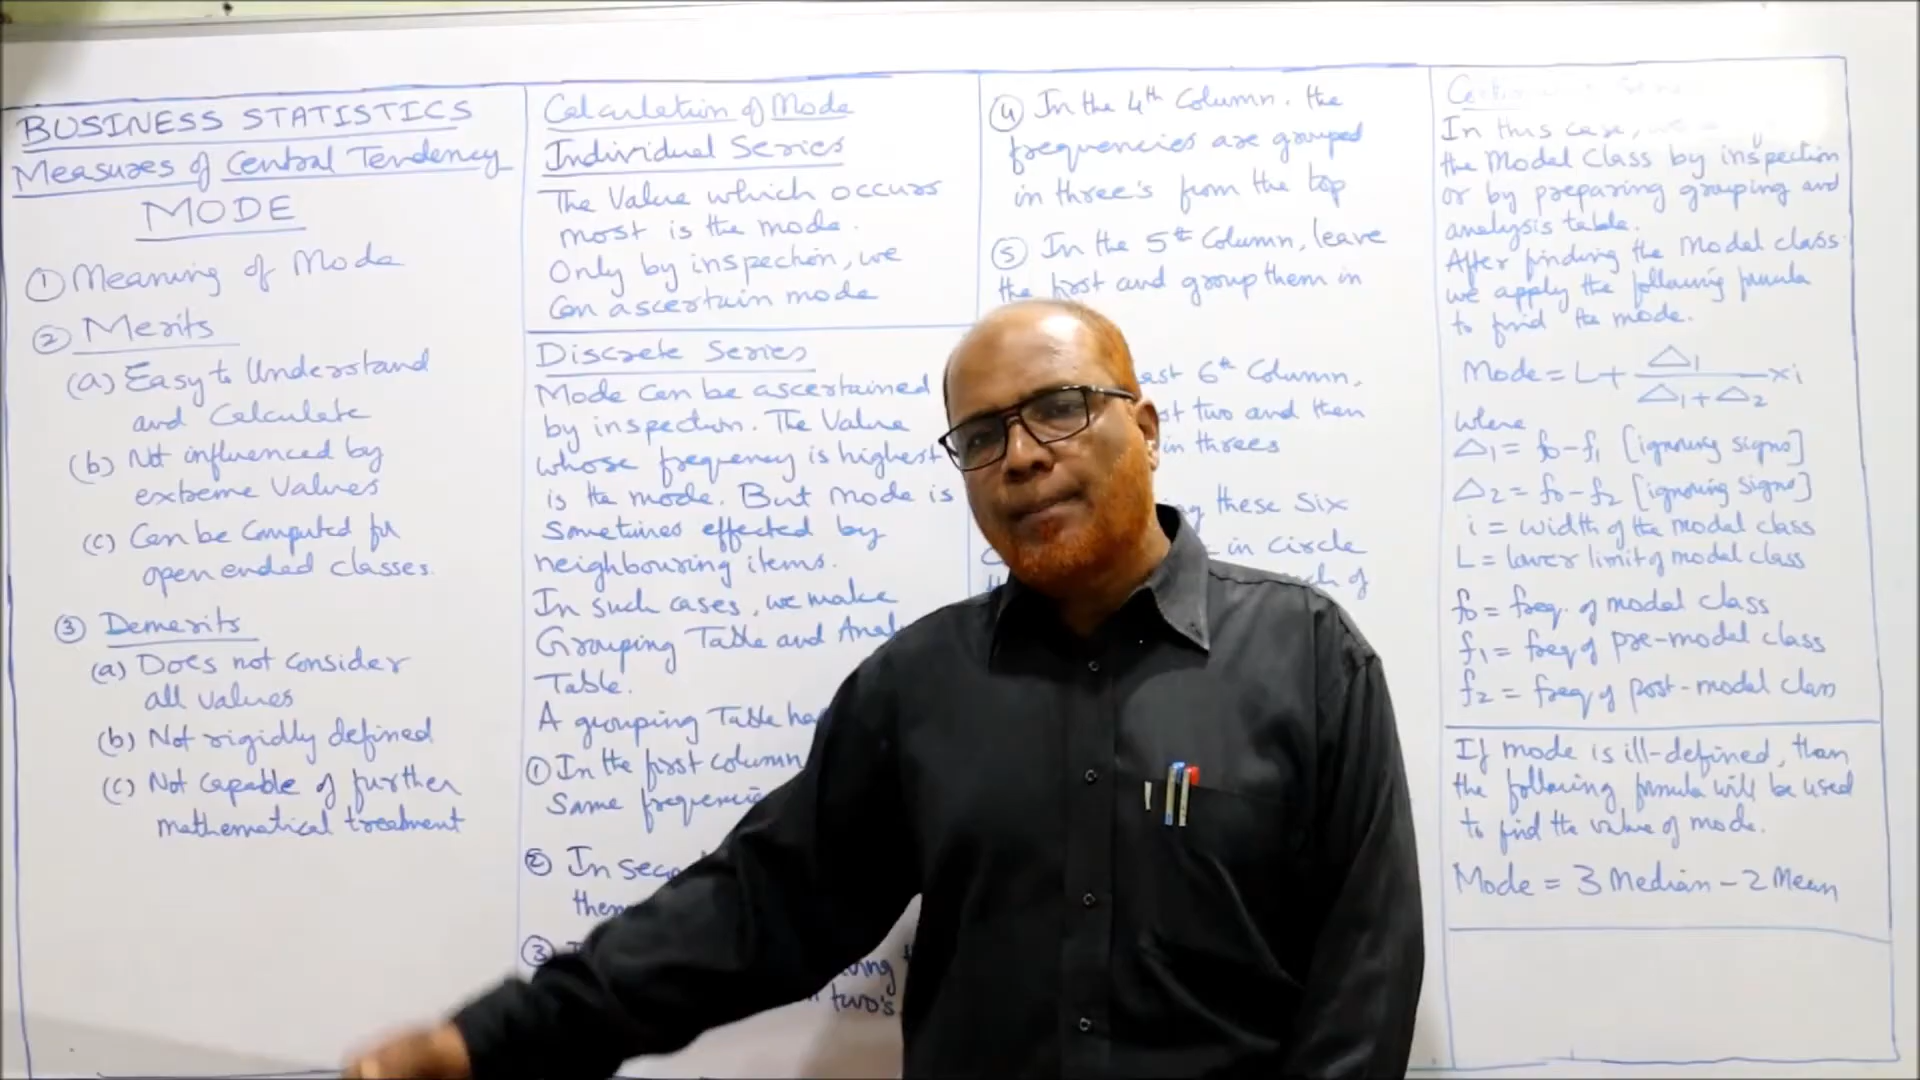 BUSINESS STATISTICS
Measures of Central Tendency
MODE
① Meaning of Mode
② Merits
(a) Easy to Understand
and Calculate
(b) Not influenced by
extreme Values
(c) Can be Computed for
open ended classes.
③ Demerits
(a) Does not Consider
all values
(b) Not rigidly defined
(c) Not Capable of further
mathematical treatment
Calculation of Mode
Individual Series
The Value which occurs
most is the mode.
Only by inspection, we
Can ascertain mode
Discrete Series
Mode Can be ascertained
by inspection. The Value
whose frequency is highest
is the mode. But Mode is
Sometimes effected by
neighbouring items.
In such cases, we make
Grouping Table and
Table.
A grouping Table
① In the first column
Same
② In
③
two's.
④ In the 4th Column. the
frequencies are grouped
in three's from the top
⑤ In the 5th Column, leave
the first and group them in
6th Column,
two and then
in threes
these Six
in Circle
of
In this case,
the Modal Class by inspection
or by preparing grouping and
analysis table.
After finding the Modal class
we apply the following formula
to find the mode.
Mode = L + △1 / △1 + △2 × i
where
△1 = f0 - f1 [ignoring signs]
△2 = f0 - f2 [ignoring signs]
i = width of the modal class
L = lower limit of modal class
f0 = freq. of modal class
f1 = freq of pre-modal class
f2 = freq of post-modal class
If mode is ill-defined, than
the following formula will be used
to find the value of mode.
Mode = 3 Median - 2 Mean